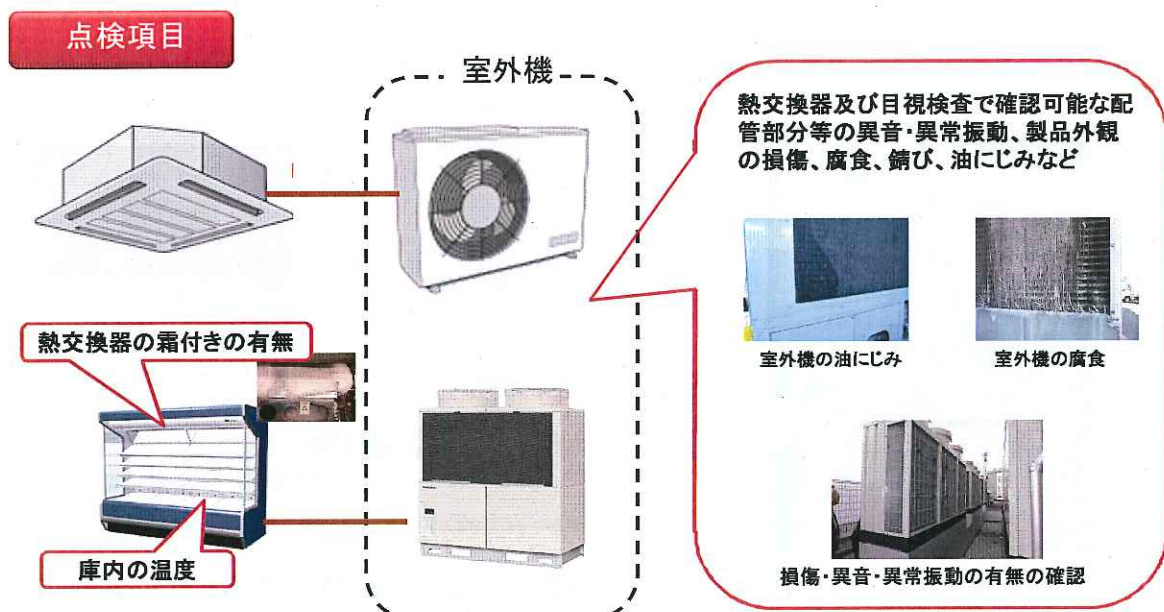 点検項目
室外機
熱交換器及び目視検査で確認可能な配
管部分等の異音・異常振動、製品外観
の損傷、腐食、錆び、油にじみなど
室外機の油にじみ
室外機の腐食
熱交換器の霜付きの有無
庫内の温度
損傷・異音・異常振動の有無の確認